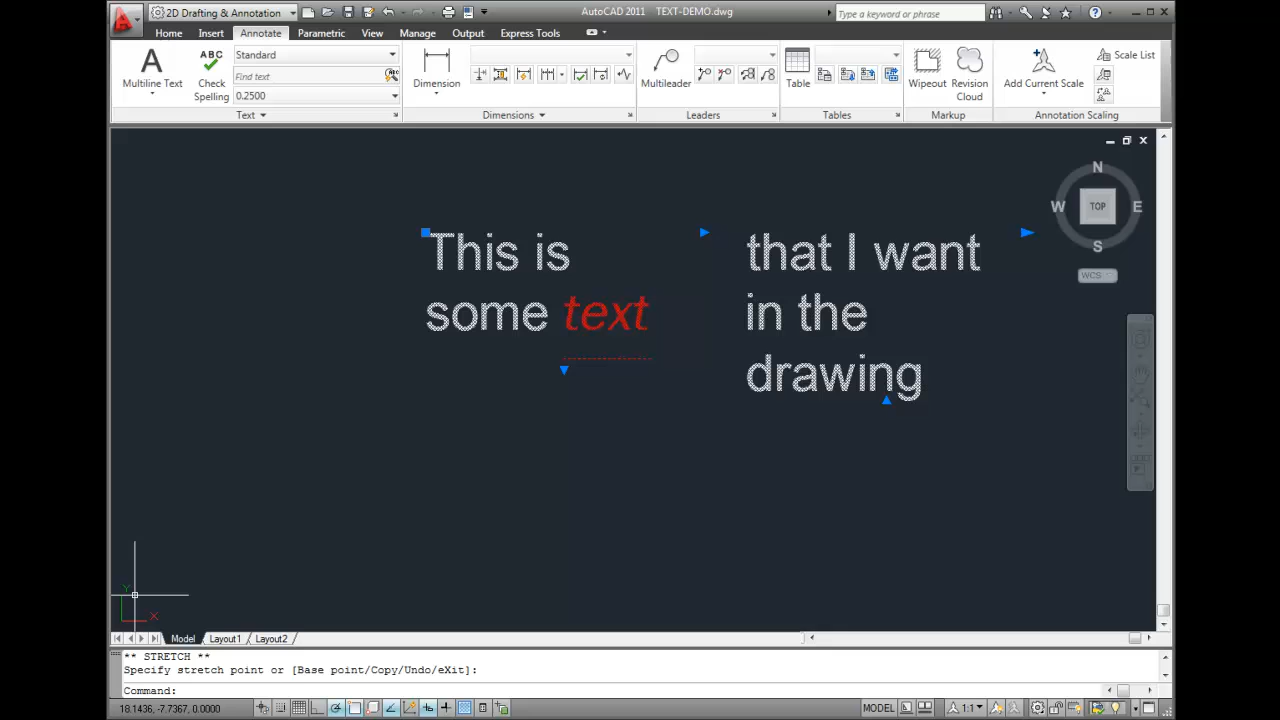 2D Drafting & Annotation
AutoCAD 2011 TEXT-DEMO.dwg
Type a keyword or phrase
Home Insert Annotate Parametric View Manage Output Express Tools
Multiline Text
ABC
Check Spelling
Standard
Find text
0.2500
Dimension
Multileader
Table
Wipeout
Revision Cloud
Add Current Scale
Scale List
Text Dimensions Leaders Tables Markup Annotation Scaling
This is
some text
that I want
in the
drawing
N
W TOP E
S
WCS
Y
X
Model Layout1 Layout2
** STRETCH **
Specify stretch point or [Base point/Copy/Undo/eXit]:
Command:
18.1436, -7.7367, 0.0000
MODEL
1:1